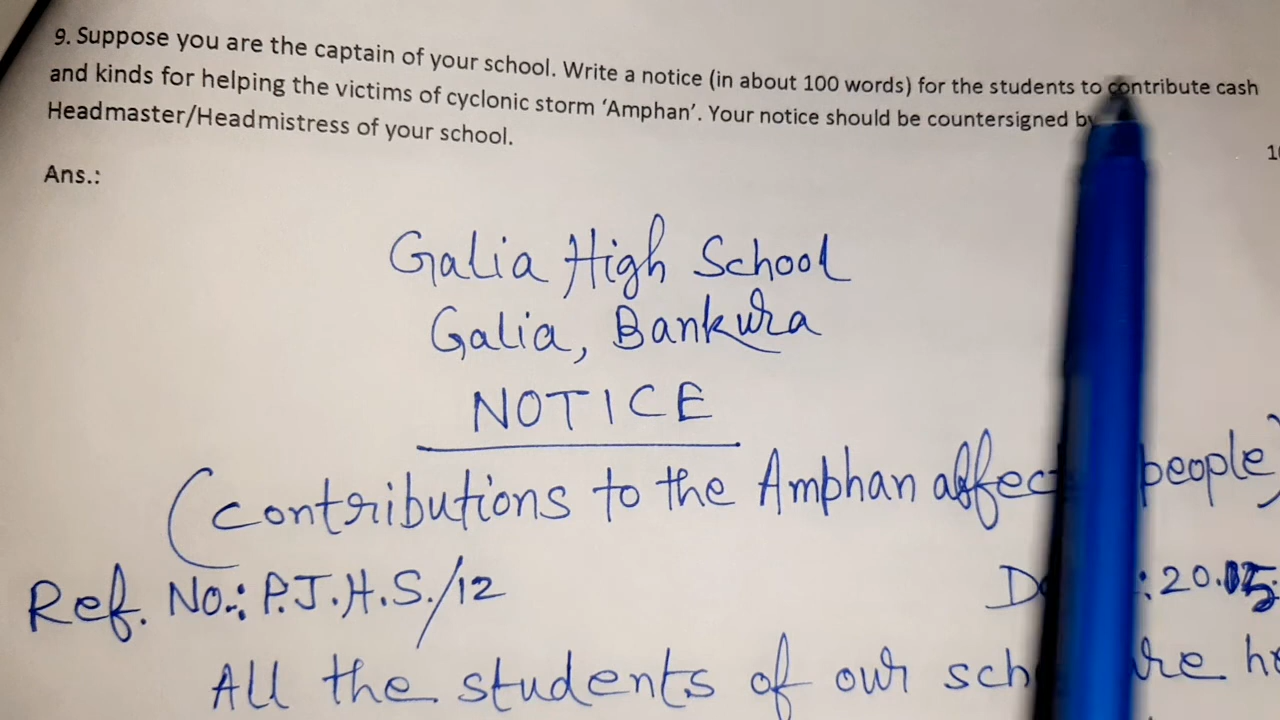 9. Suppose you are the captain of your school. Write a notice (in about 100 words) for the students to contribute cash
and kinds for helping the victims of cyclonic storm ‘Amphan’. Your notice should be countersigned by
Headmaster/Headmistress of your school.
Ans.:
Galia High School
Galia, Bankura
NOTICE
(Contributions to the Amphan people)
Ref. No.: P.J.H.S./12
All the students of our